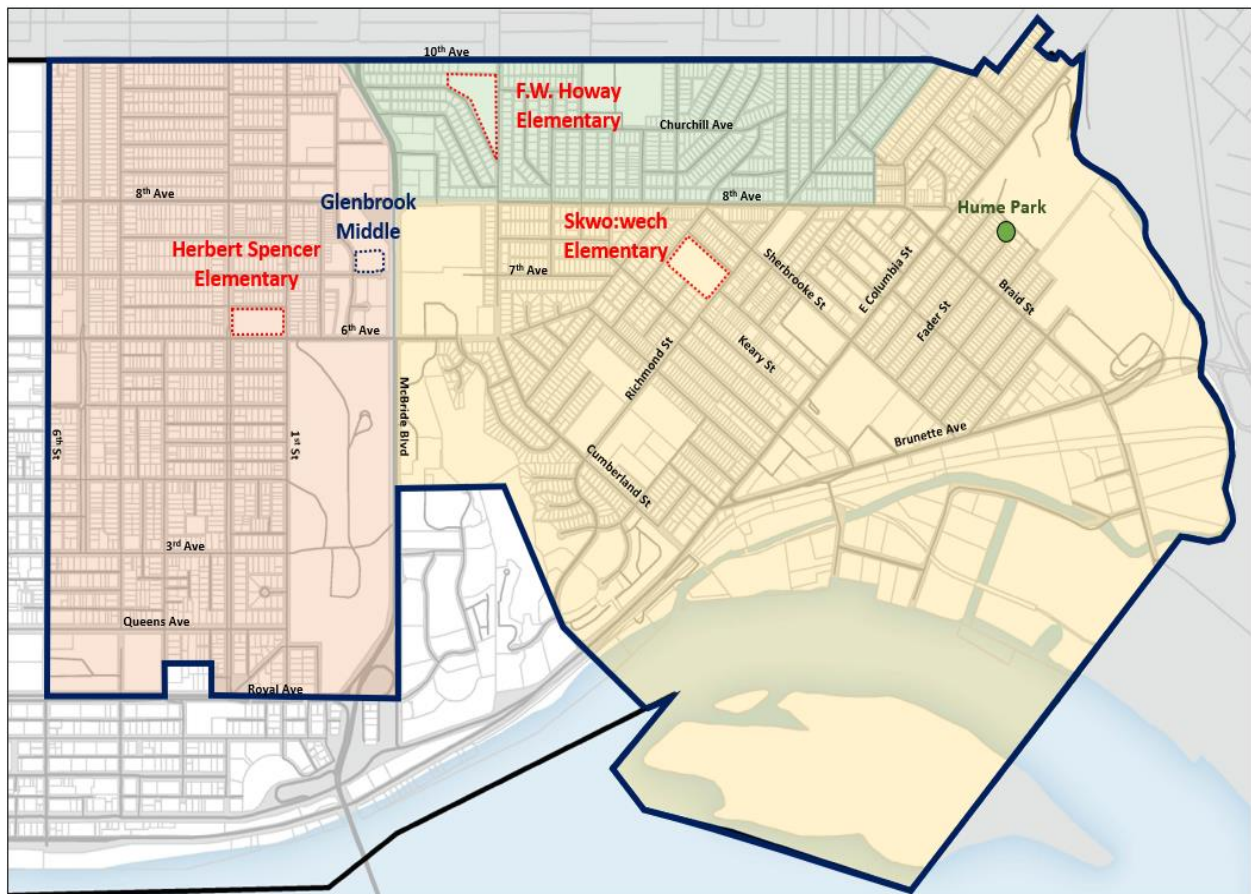 10th Ave
F.W. Howay
Elementary
Churchill Ave
8th Ave
8th Ave
Glenbrook
Middle
Hume Park
Skwo:wech
Elementary
Herbert Spencer
Elementary
7th Ave
Sherbrooke St
E Columbia St
Braid St
Fader St
6th Ave
Richmond St
Keary St
McBride Blvd
6th St
1st St
Brunette Ave
Cumberland St
3rd Ave
Queens Ave
Royal Ave